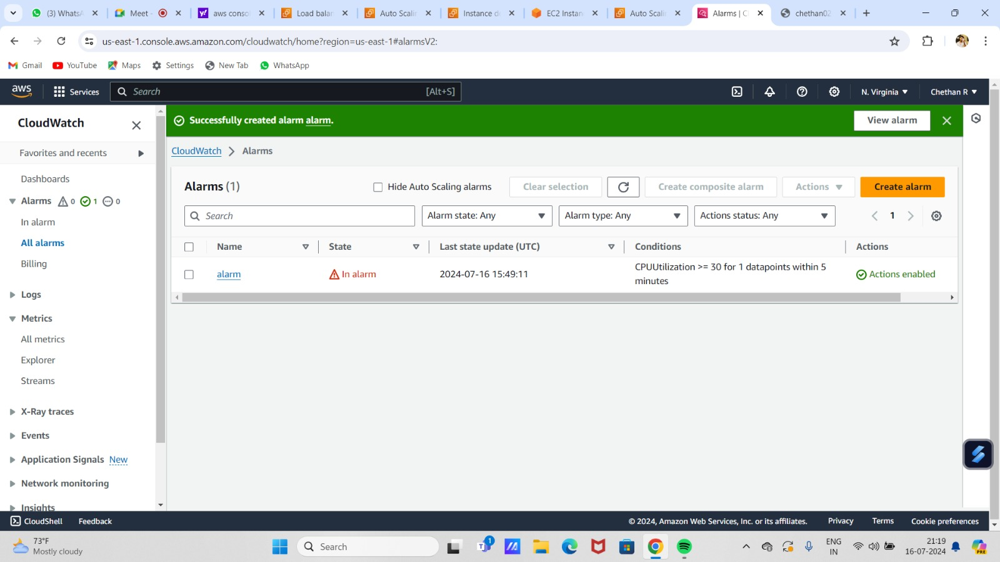 (3) WhatsA
Meet -
aws conso
Load balan
Auto Scalin
Instance de
EC2 Instan
Auto Scalin
Alarms | Cl
chethan02
us-east-1.console.aws.amazon.com/cloudwatch/home?region=us-east-1#alarmsV2:
Gmail YouTube Maps Settings New Tab WhatsApp
aws Services Search [Alt+S] N. Virginia Chethan R
CloudWatch
Favorites and recents
Dashboards
Alarms 0 1 0
In alarm
All alarms
Billing
Logs
Metrics
All metrics
Explorer
Streams
X-Ray traces
Events
Application Signals New
Network monitoring
Insights
Successfully created alarm alarm. View alarm
CloudWatch Alarms
Alarms (1) Hide Auto Scaling alarms Clear selection Create composite alarm Actions Create alarm
Search Alarm state: Any Alarm type: Any Actions status: Any 1
Name State Last state update (UTC) Conditions Actions
alarm In alarm 2024-07-16 15:49:11 CPUUtilization >= 30 for 1 datapoints within 5
minutes Actions enabled
CloudShell Feedback © 2024, Amazon Web Services, Inc. or its affiliates. Privacy Terms Cookie preferences
73°F
Mostly cloudy
Search
1
ENG
IN
21:19
16-07-2024
PRE